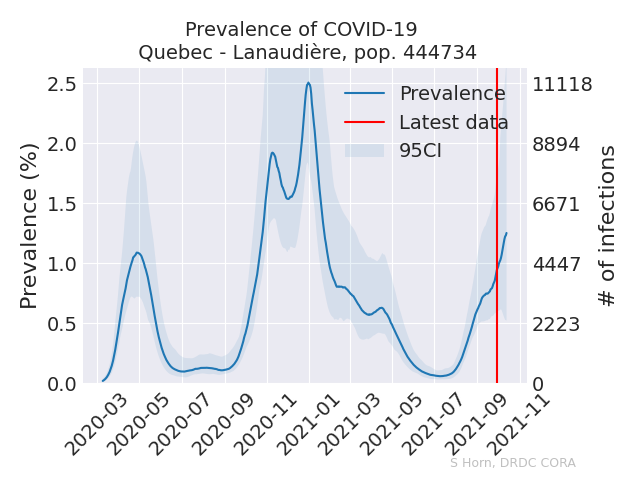 Prevalence of COVID-19
Quebec - Lanaudière, pop. 444734
Prevalence (%)
2.5
2.0
1.5
1.0
0.5
0.0
Prevalence
Latest data
95CI
11118
8894
6671
4447
2223
0
# of infections
2020-03
2020-05
2020-07
2020-09
2020-11
2021-01
2021-03
2021-05
2021-07
2021-09
2021-11
S Horn, DRDC CORA